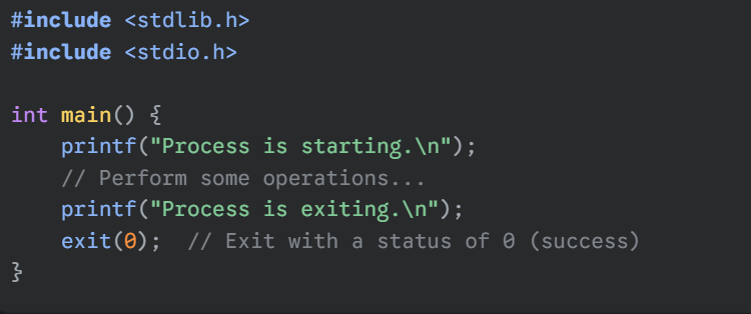 #include <stdlib.h>
#include <stdio.h>
int main() {
    printf("Process is starting.\n");
    // Perform some operations...
    printf("Process is exiting.\n");
    exit(0);  // Exit with a status of 0 (success)
}